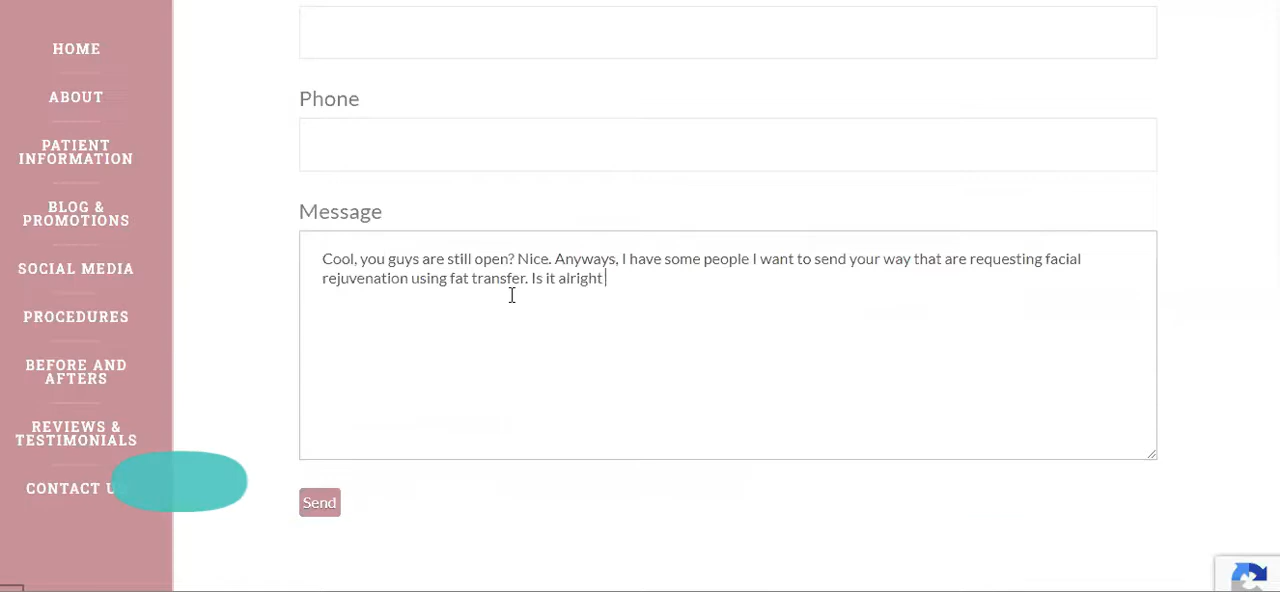 HOME
ABOUT
PATIENT
INFORMATION
BLOG &
PROMOTIONS
SOCIAL MEDIA
PROCEDURES
BEFORE AND
AFTERS
REVIEWS &
TESTIMONIALS
CONTACT U
Phone
Message
Cool, you guys are still open? Nice. Anyways, I have some people I want to send your way that are requesting facial
rejuvenation using fat transfer. Is it alright
Send